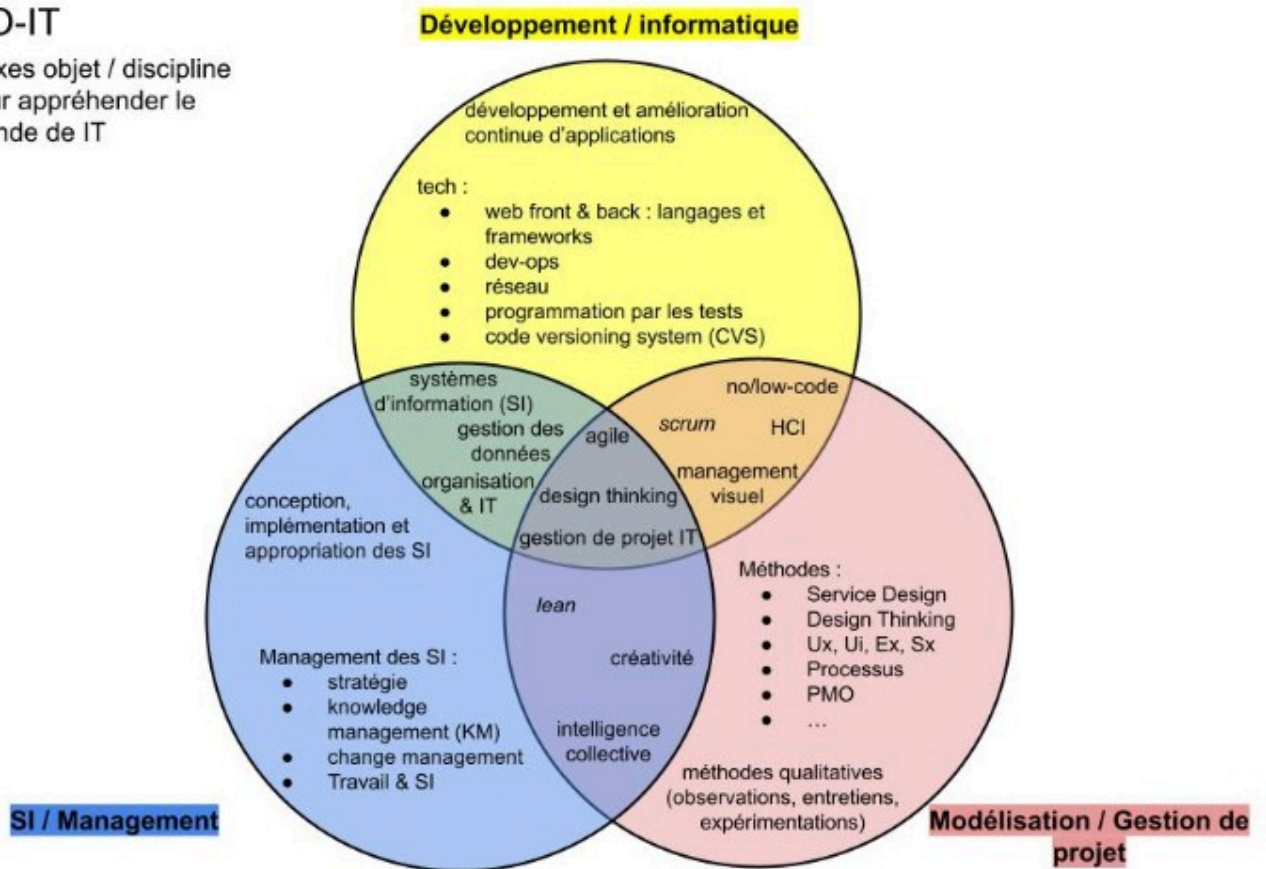 D-IT
xes objet / discipline
ur appréhender le
nde de IT
Développement / informatique
développement et amélioration
continue d'applications
tech :
● web front & back : langages et
frameworks
● dev-ops
● réseau
● programmation par les tests
● code versioning system (CVS)
systèmes
d'information (SI)
gestion des
données
organisation
& IT
agile
design thinking
gestion de projet IT
no/low-code
scrum
HCI
management
visuel
conception,
implémentation et
appropriation des SI
Management des SI :
● stratégie
● knowledge
management (KM)
● change management
● Travail & SI
lean
créativité
intelligence
collective
Méthodes :
● Service Design
● Design Thinking
● Ux, Ui, Ex, Sx
● Processus
● PMO
● ...
méthodes qualitatives
(observations, entretiens,
expérimentations)
SI / Management
Modélisation / Gestion de
projet